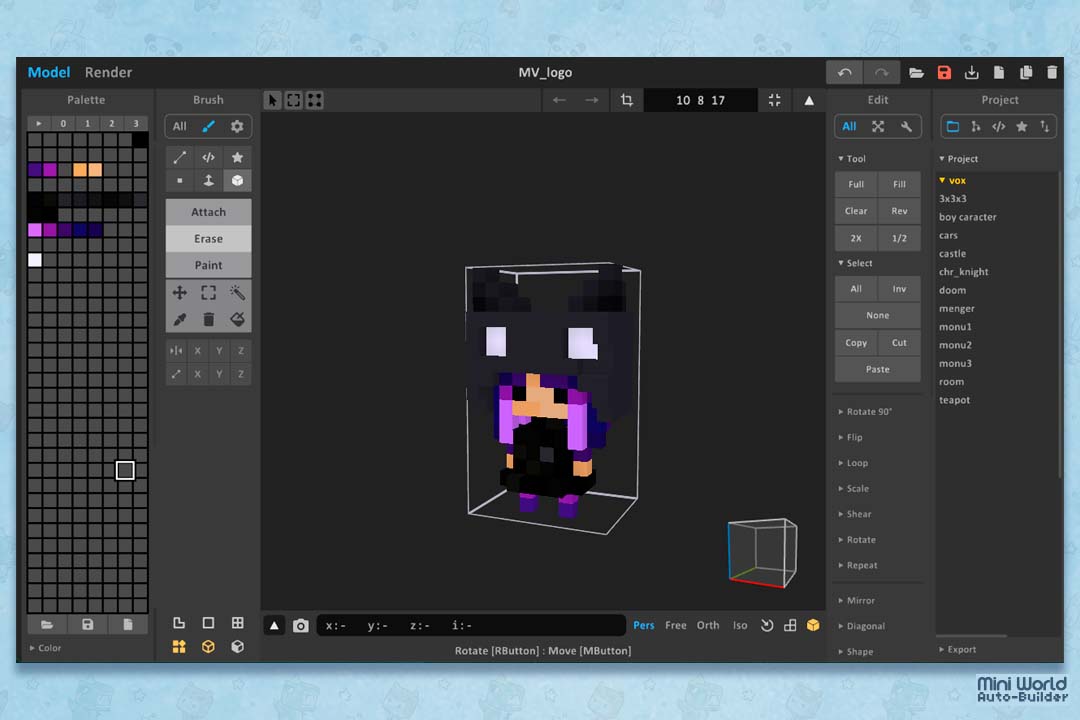 Model Render
MV_logo
Palette
Brush
10 8 17
Edit
Project
0 1 2 3
All
All
Tool
Full Fill
Clear Rev
2X 1/2
Select
All Inv
None
Copy Cut
Paste
Rotate 90°
Flip
Loop
Scale
Shear
Rotate
Repeat
Mirror
Diagonal
Shape
Attach
Erase
Paint
X Y Z
X Y Z
Project
vox
3x3x3
boy caracter
cars
castle
chr_knight
doom
menger
monu1
monu2
monu3
room
teapot
Export
Color
x:- y:- z:- i:-
Pers Free Orth Iso
Rotate [RButton] : Move [MButton]
Mini World
Auto-Builder